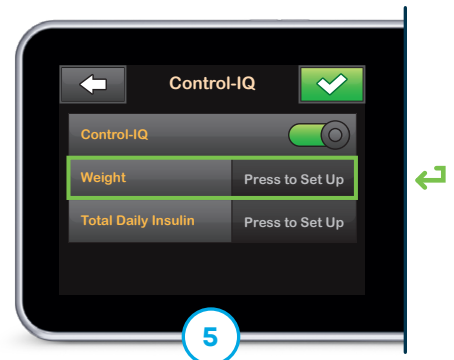 Control-IQ
Control-IQ
Weight Press to Set Up
Total Daily Insulin Press to Set Up
5